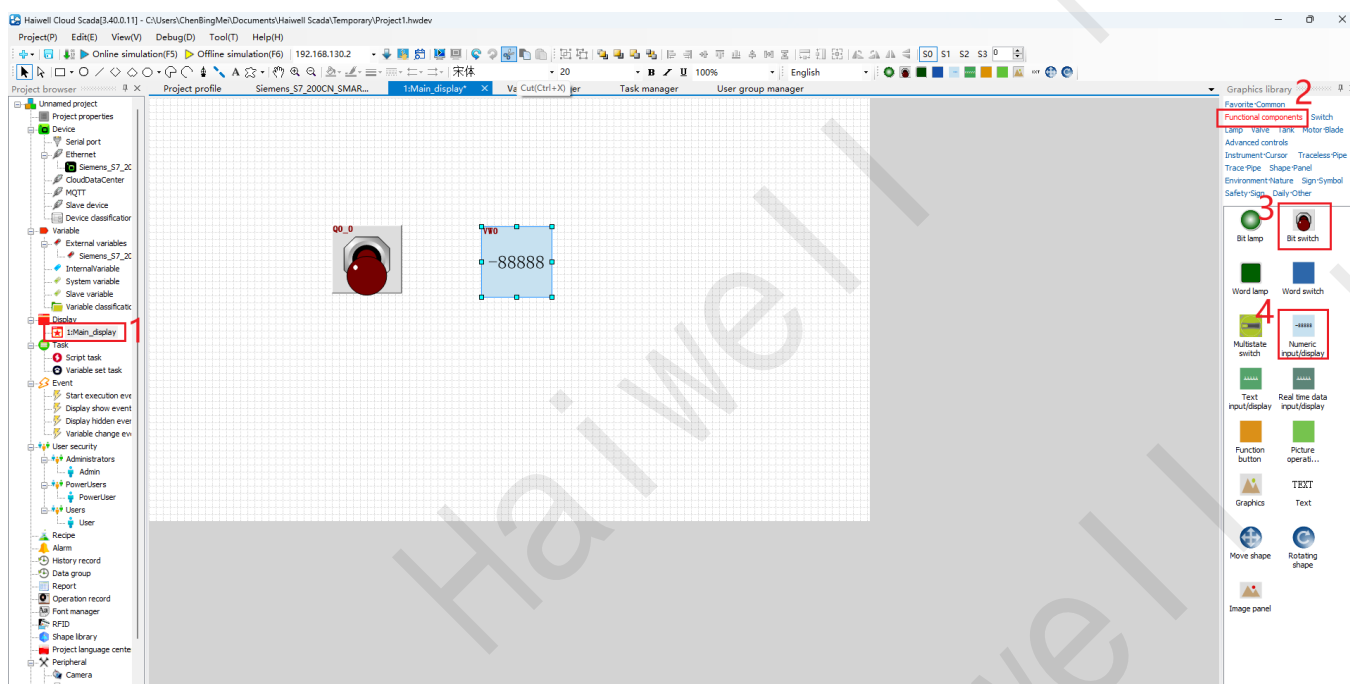 Haiwell Cloud Scada[3.40.0.11] - C:\Users\ChenBingMei\Documents\Haiwell Scada\Temporary\Project1.hwdev
Project(P) Edit(E) View(V) Debug(D) Tool(T) Help(H)
Online simulation(F5) Offline simulation(F6) 192.168.130.2 S0 S1 S2 S3 0
A 宋体 20 B Z U 100% English
Project browser Project profile Siemens_S7_200CN_SMAR... 1:Main_display* Va Cut(Ctrl+X) er Task manager User group manager Graphics library 2
Unnamed project
Project properties
Device
Serial port
Ethernet
Siemens_S7_20
CloudDataCenter
MQTT
Slave device
Device classification
Variable
External variables
Siemens_S7_20
InternalVariable
System variable
Slave variable
Variable classificatic
Display
1:Main_display 1
Task
Script task
Variable set task
Event
Start execution eve
Display show event
Display hidden ever
Variable change eve
User security
Administrators
Admin
PowerUsers
PowerUser
Users
User
Recipe
Alarm
History record
Data group
Report
Operation record
Font manager
RFID
Shape library
Project language cente
Peripheral
Camera
Q0_0 VW0
-88888
Favorite·Common
Functional components Switch
Lamp Valve Tank Motor·Blade
Advanced controls
Instrument·Cursor Traceless·Pipe
Trace·Pipe Shape·Panel
Environment·Nature Sign·Symbol
Safety·Sign Daily·Other
3
Bit lamp Bit switch
Word lamp Word switch
4
-88888
Multistate switch Numeric input/display
Text input/display Real time data input/display
Function button Picture operati...
TEXT
Graphics Text
Move shape Rotating shape
Image panel
Haiwell
Haiwell